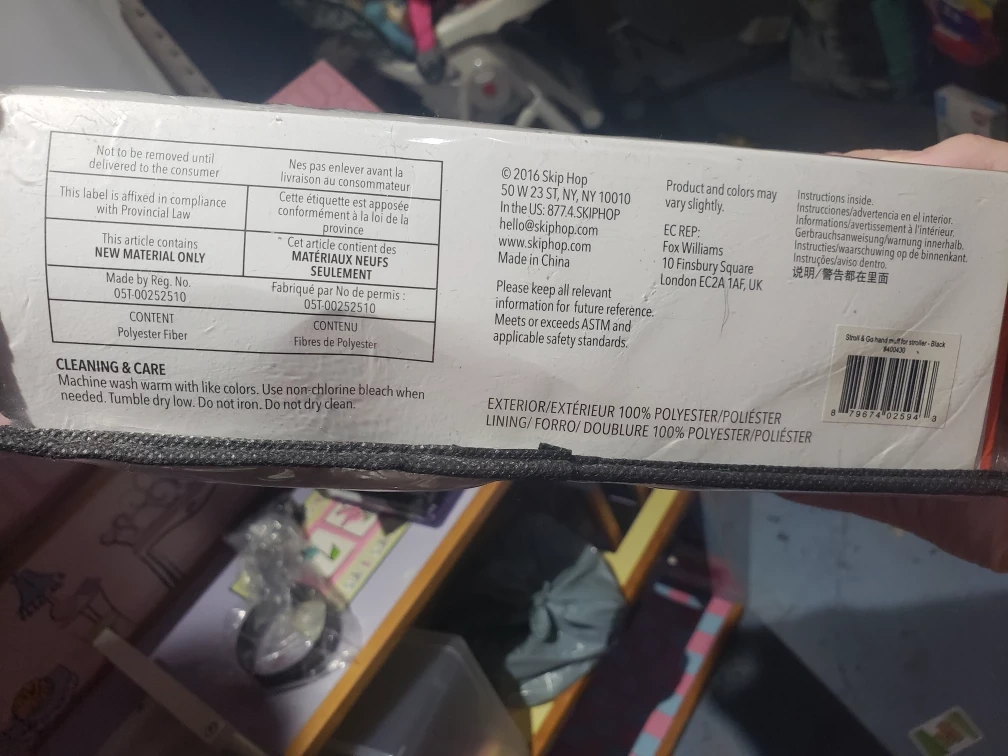 Not to be removed until
delivered to the consumer
Nes pas enlever avant la
livraison au consommateur
This label is affixed in compliance
with Provincial Law
Cette étiquette est apposée
conformément à la loi de la
province
This article contains
NEW MATERIAL ONLY
Cet article contient des
MATÉRIAUX NEUFS
SEULEMENT
Made by Reg. No.
05T-00252510
Fabriqué par No de permis :
05T-00252510
CONTENT
Polyester Fiber
CONTENU
Fibres de Polyester
CLEANING & CARE
Machine wash warm with like colors. Use non-chlorine bleach when
needed. Tumble dry low. Do not iron. Do not dry clean.
© 2016 Skip Hop
50 W 23 ST, NY, NY 10010
In the US: 877.4.SKIPHOP
hello@skiphop.com
www.skiphop.com
Made in China
Please keep all relevant
information for future reference.
Meets or exceeds ASTM and
applicable safety standards.
Product and colors may
vary slightly.
EC REP:
Fox Williams
10 Finsbury Square
London EC2A 1AF, UK
Instructions inside.
Instrucciones/advertencia en el interior.
Informations/avertissement à l'intérieur.
Gerbrauchsanweisung/warnung innerhalb.
Instructies/waarschuwing op de binnenkant.
Instruções/aviso dentro.
说明/警告都在里面
EXTERIOR/EXTÉRIEUR 100% POLYESTER/POLIÉSTER
LINING/ FORRO/ DOUBLURE 100% POLYESTER/POLIÉSTER
Stroll & Go hand muff for stroller - Black
#400430
8 79674 02594 3